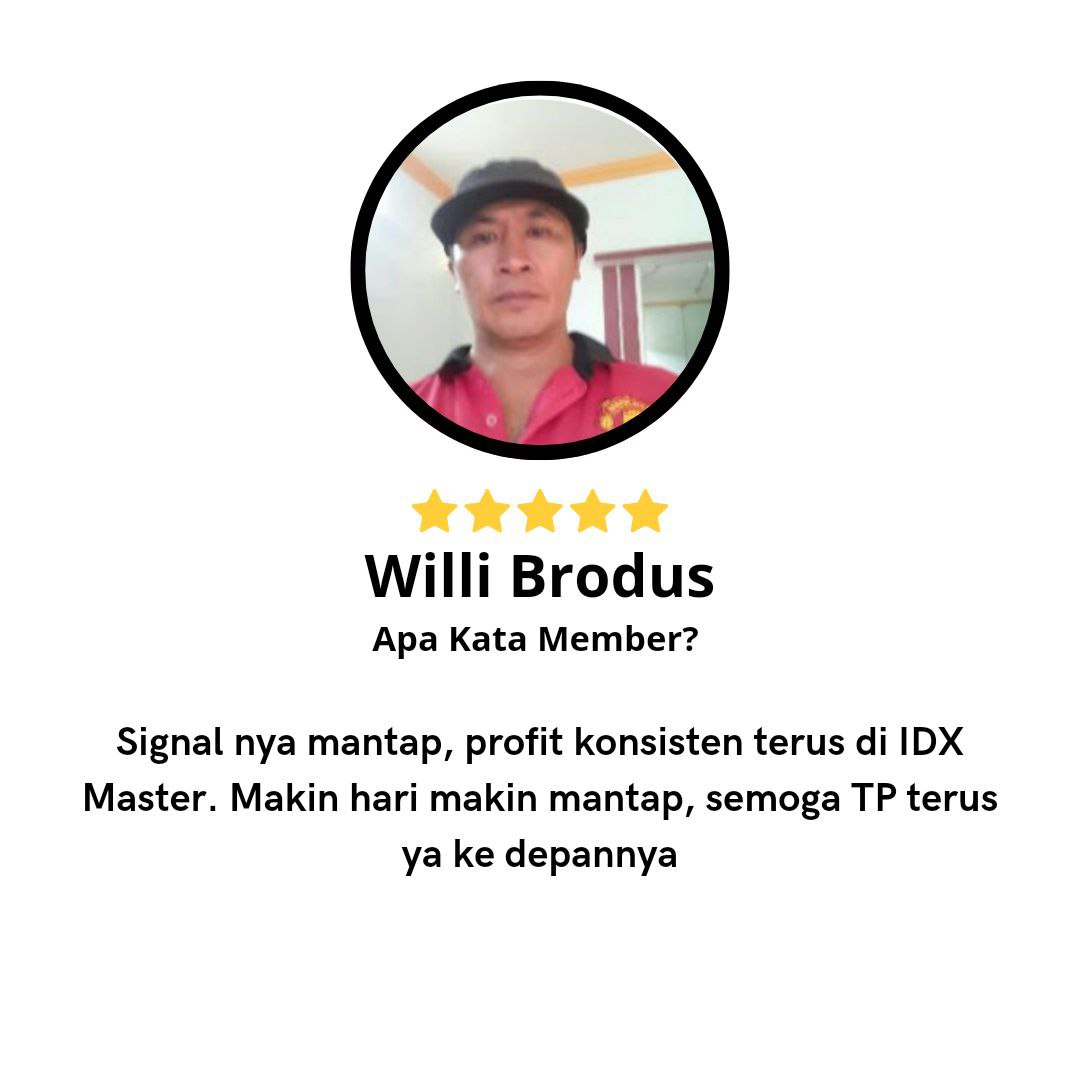 Willi Brodus
Apa Kata Member?
Signal nya mantap, profit konsisten terus di IDX
Master. Makin hari makin mantap, semoga TP terus
ya ke depannya